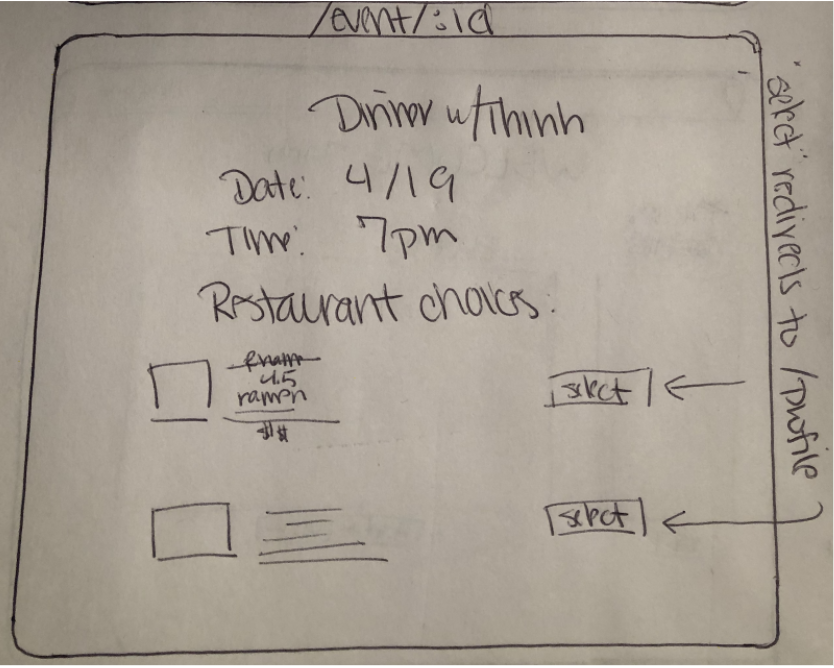 /event/:id
Dinner w/Thinh
Date: 4/19
Time: 7pm
Restaurant choices:
4.5
ramen
$$
select
select
"select" redirects to /profile